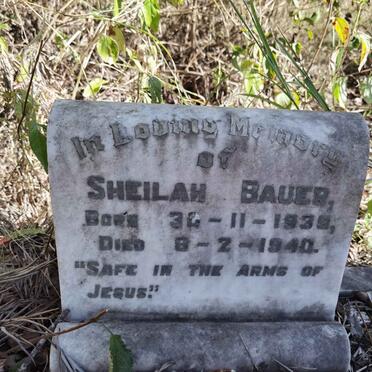 In Loving Memory
of
SHEILAH BAUER,
BORN 30-11-1939,
DIED 8-2-1940.
"SAFE IN THE ARMS OF
JESUS."